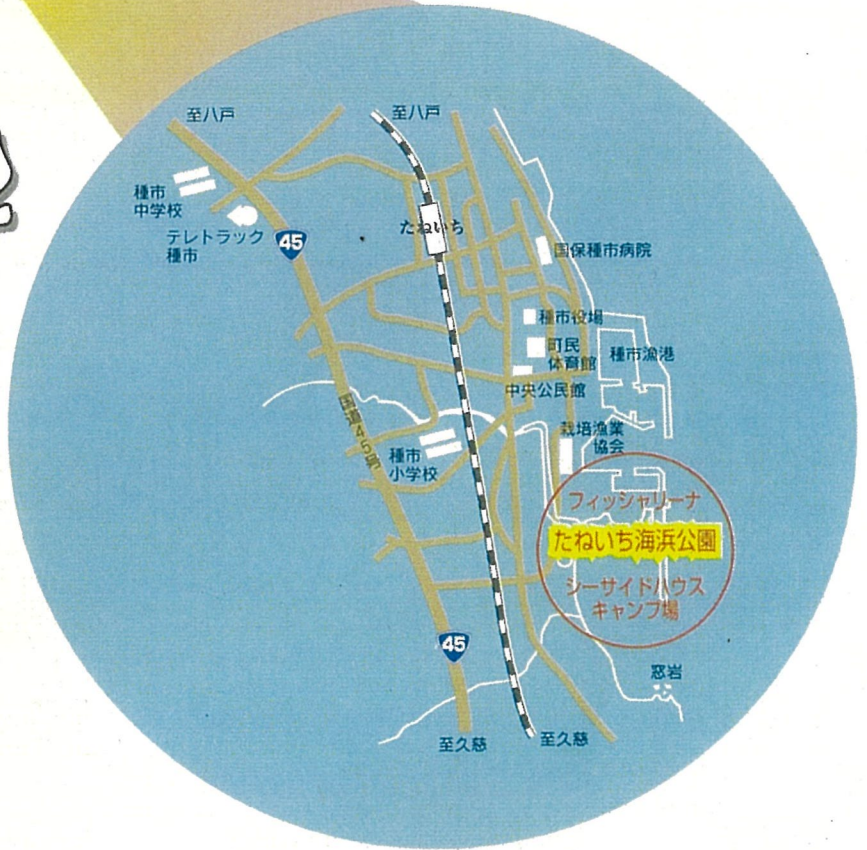 至八戸
至八戸
種市
中学校
テレトラック
種市
45
たねいち
国保種市病院
種市役場
町民
体育館
種市漁港
中央公民館
国道45号
種市
小学校
栽培漁業
協会
フィッシャリーナ
たねいち海浜公園
シーサイドハウス
キャンプ場
45
窓岩
至久慈
至久慈